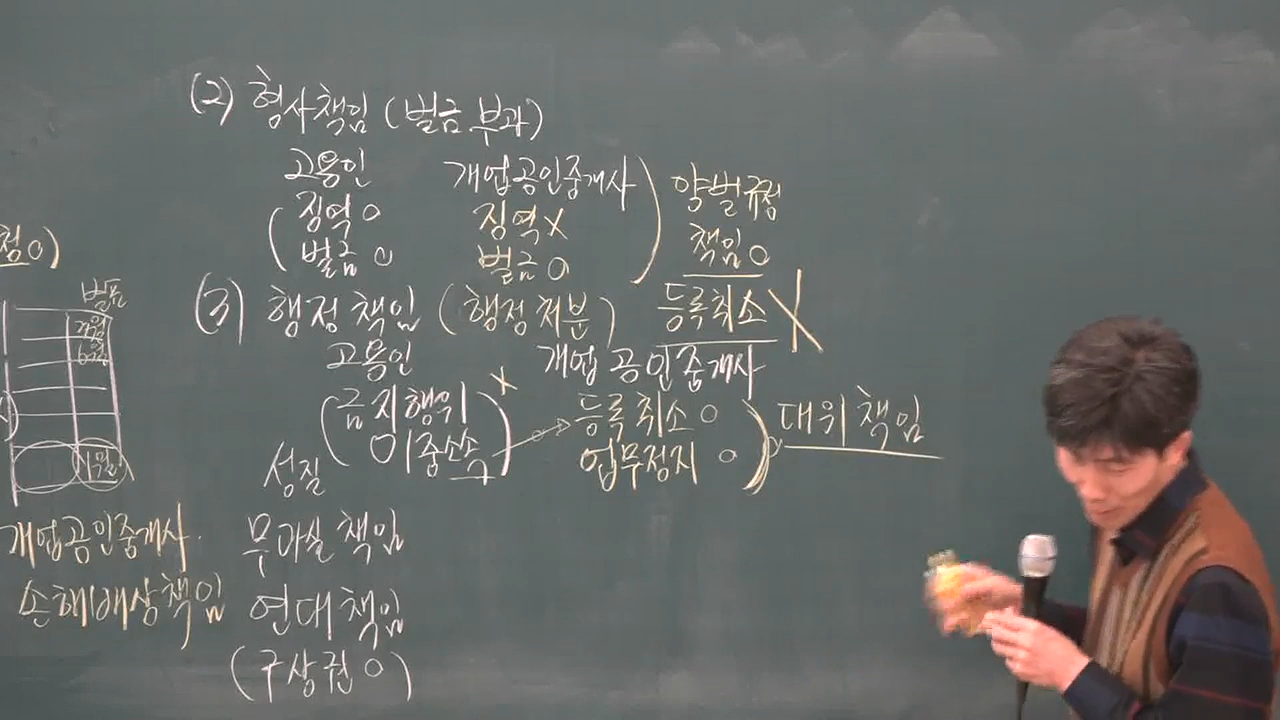 (2) 형사책임 (벌금 부과)
고용인 개업공인중개사) 양벌규정
(징역 o 징역 x 책임 o
벌금 o 벌금 o
(3) 행정 책임 (행정처분) 등록취소 X
고용인 개업공인중개사
(금지행위) x 등록취소 o) 대위책임
이중소속 → 업무정지 o
성질
무과실 책임
연대책임
(구상권 o)
o)
개업공인중개사.
손해배상책임